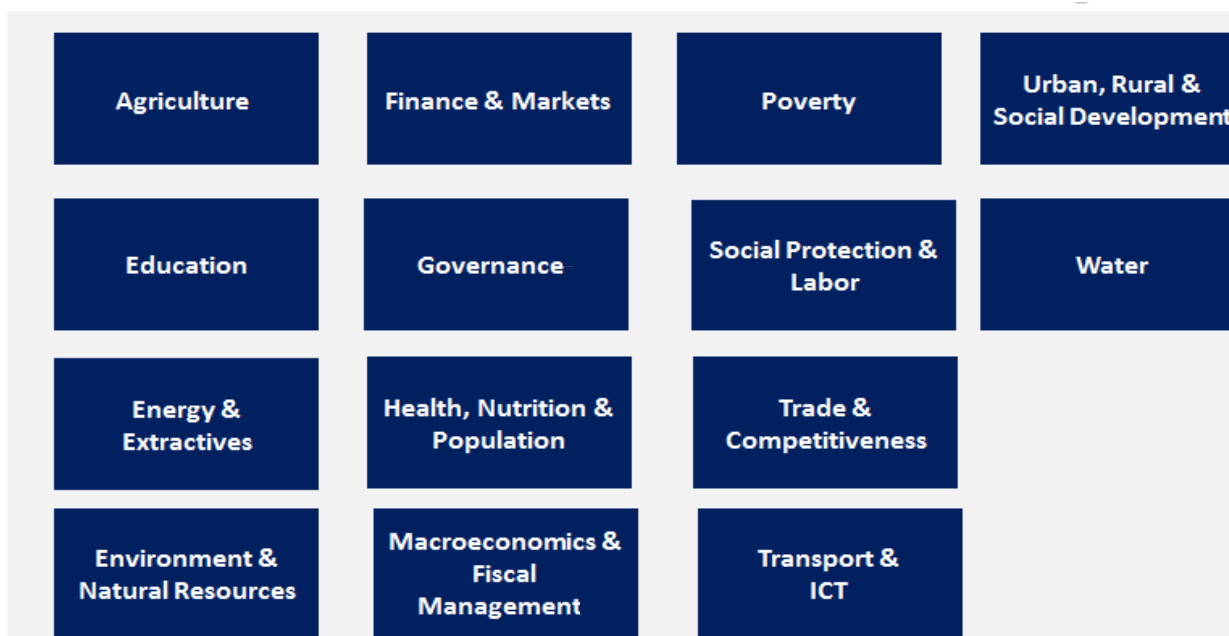 Agriculture
Finance & Markets
Poverty
Urban, Rural &
Social Development
Education
Governance
Social Protection &
Labor
Water
Energy &
Extractives
Health, Nutrition &
Population
Trade &
Competitiveness
Environment &
Natural Resources
Macroeconomics &
Fiscal
Management
Transport &
ICT